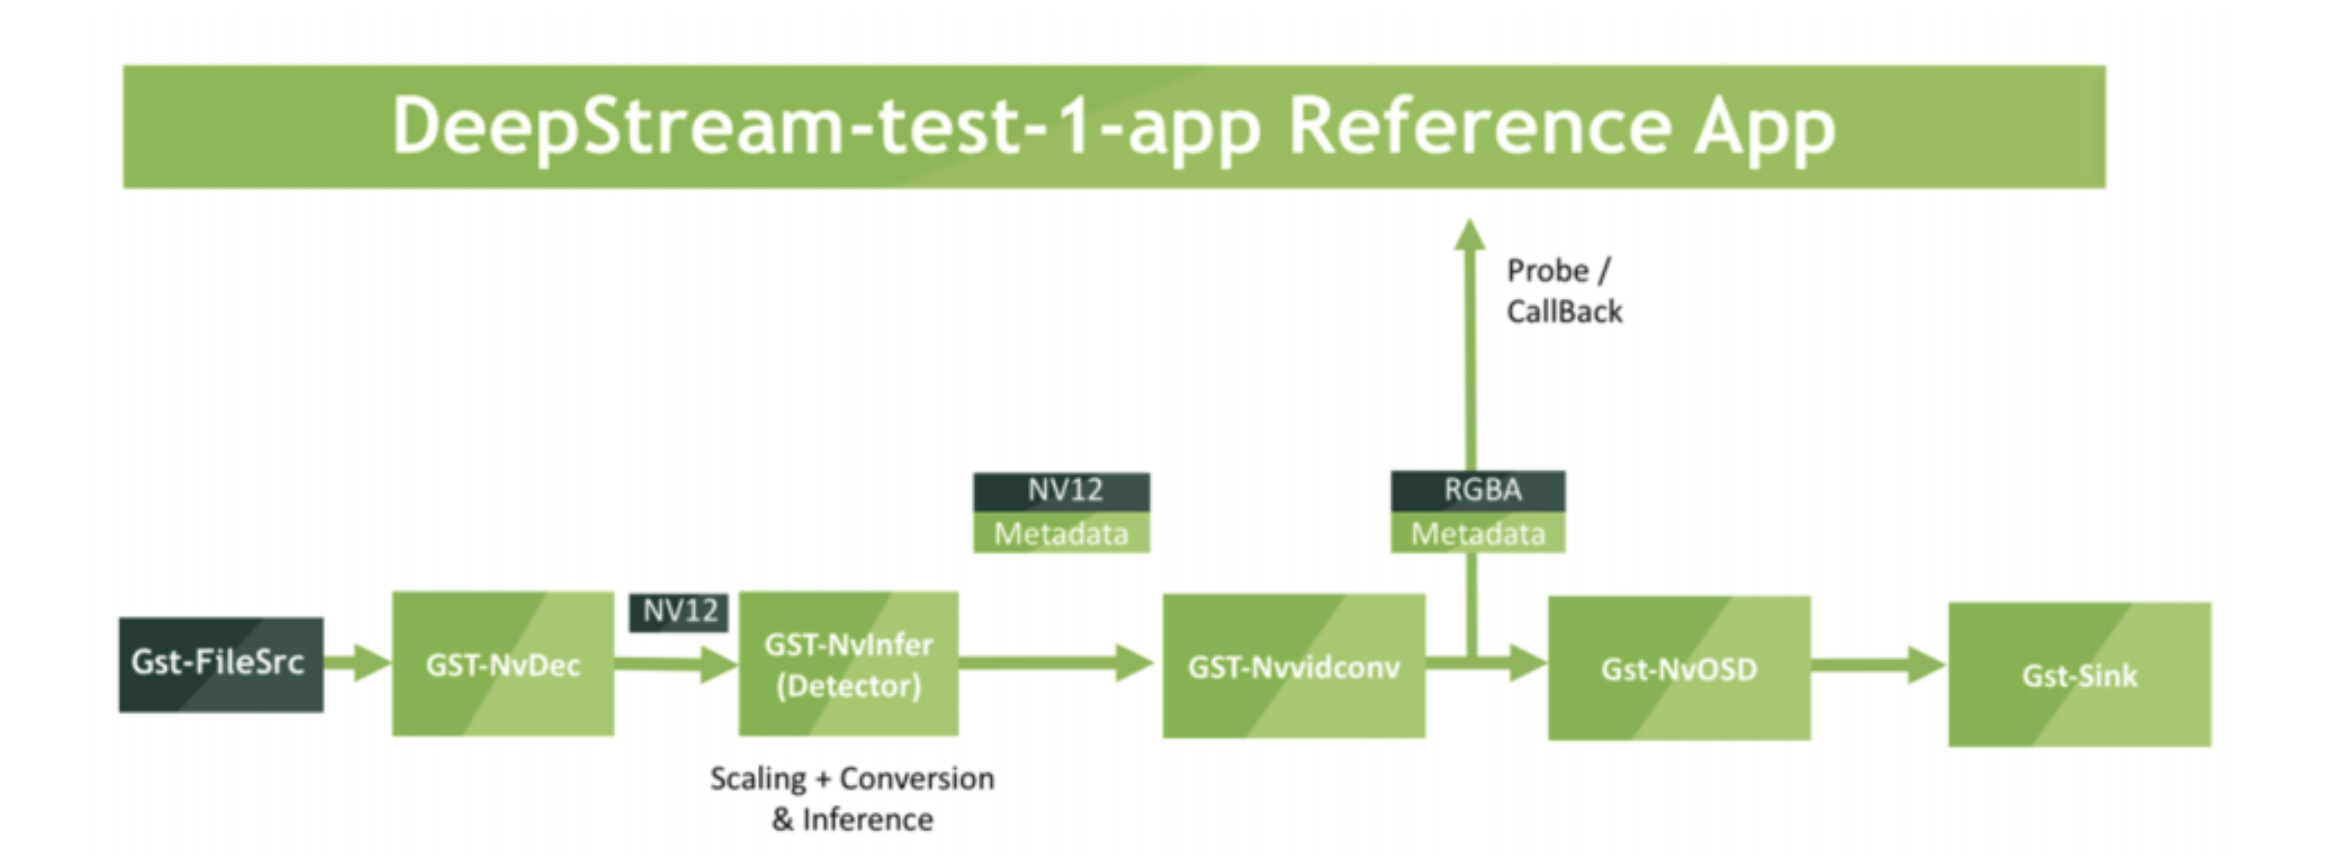 DeepStream-test-1-app Reference App
Probe /
CallBack
NV12
Metadata
RGBA
Metadata
Gst-FileSrc
GST-NvDec
NV12
GST-NvInfer
(Detector)
GST-Nvvidconv
Gst-NvOSD
Gst-Sink
Scaling + Conversion
& Inference